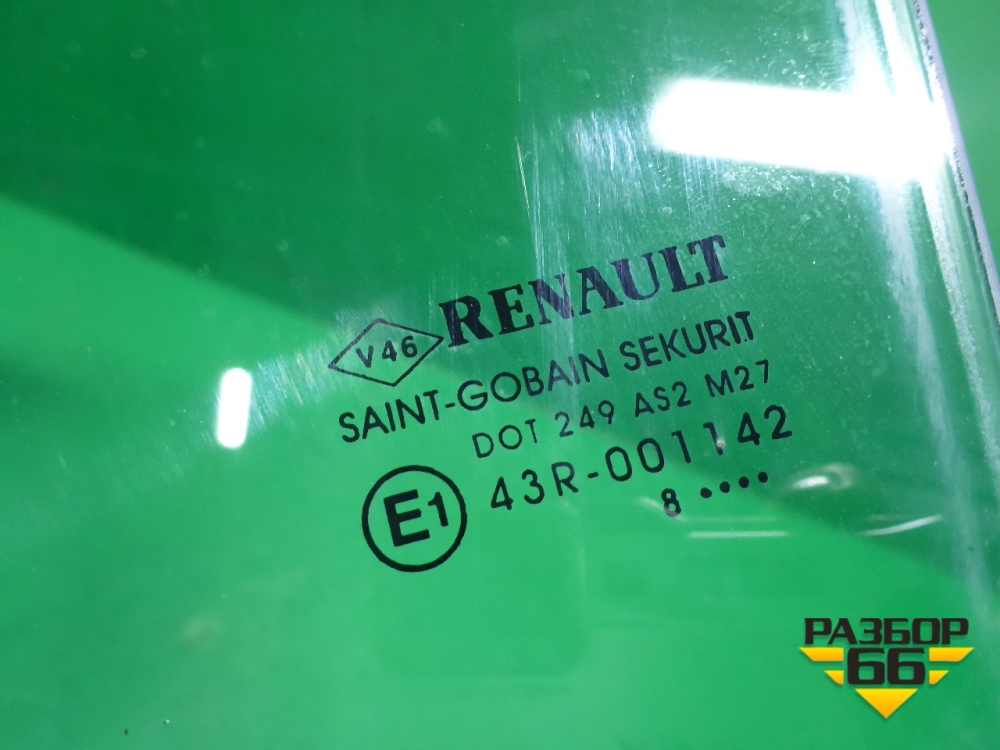 RENAULT
V46
SAINT-GOBAIN SEKURIT
DOT 249 AS2 M27
E1 43R-001142
8 ••••
РАЗБОР
66